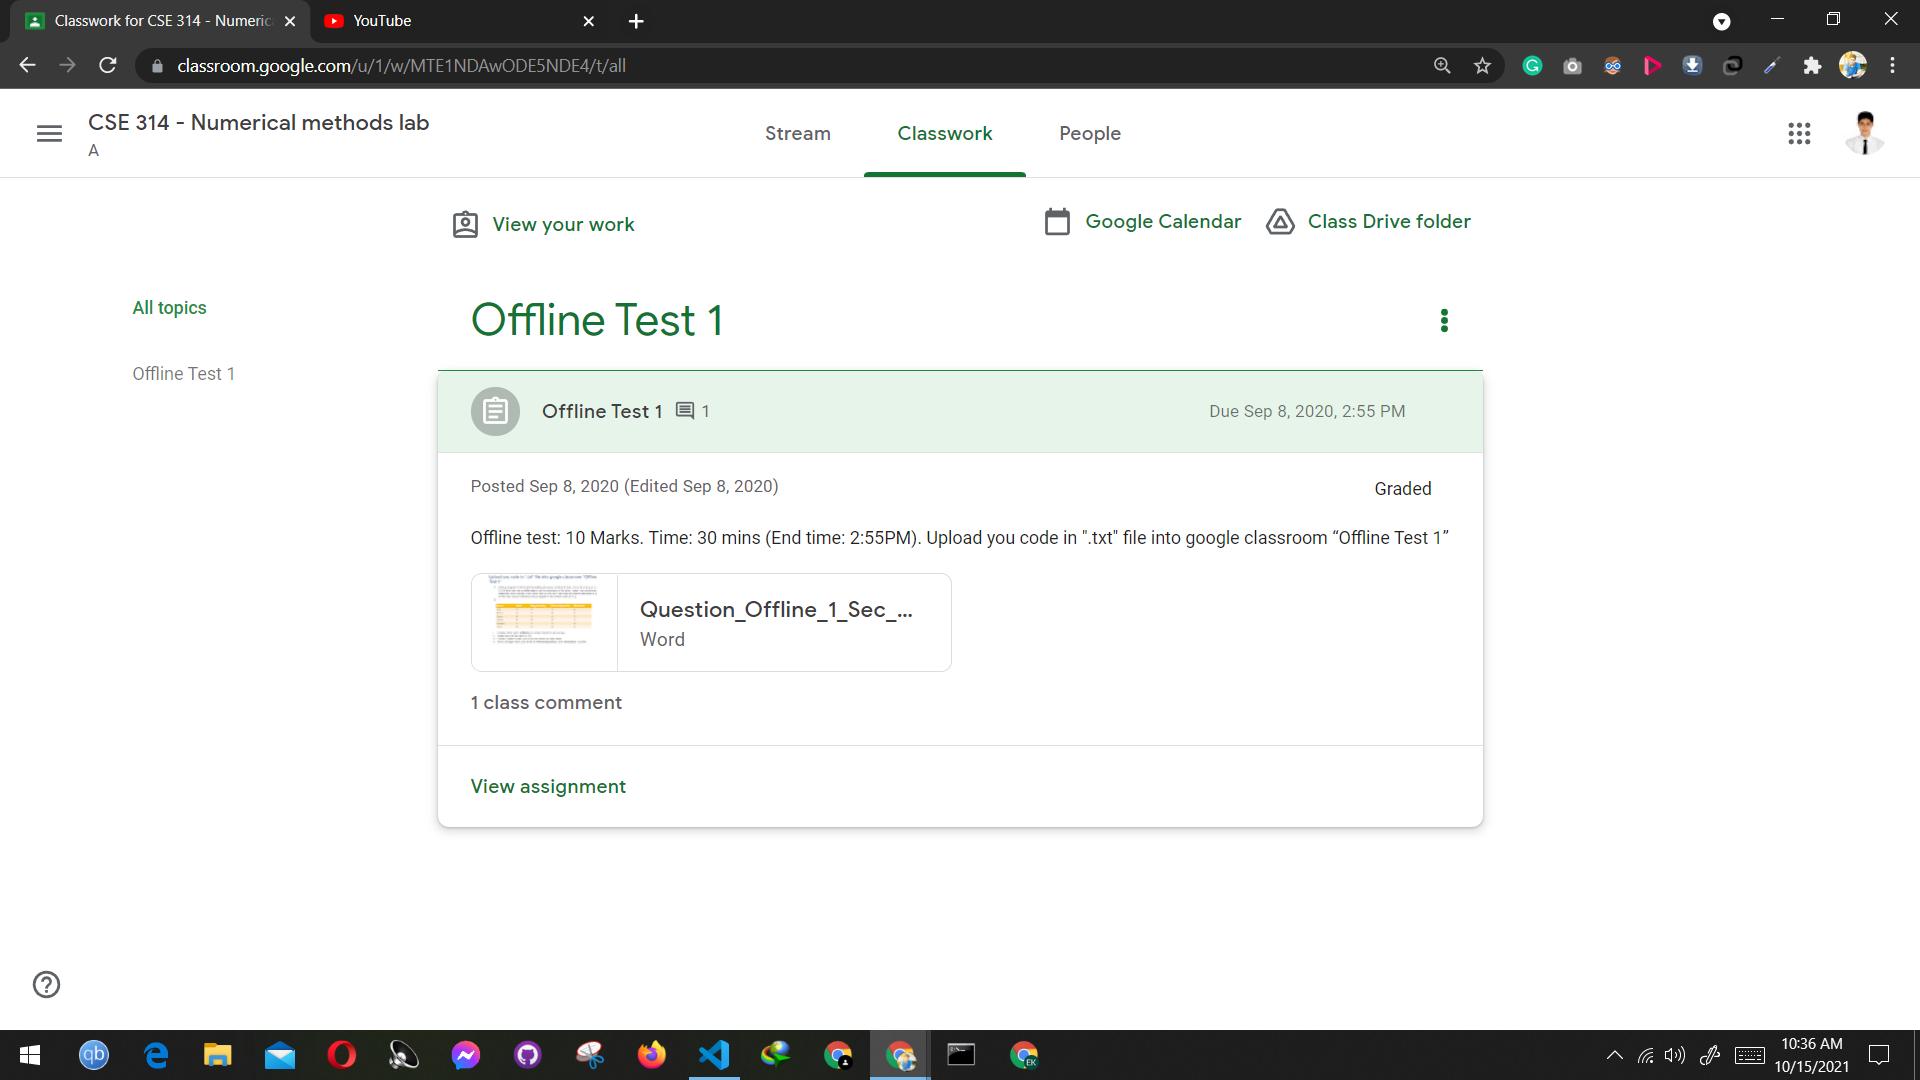 Classwork for CSE 314 - Numeric
YouTube
classroom.google.com/u/1/w/MTE1NDAwODE5NDE4/t/all
CSE 314 - Numerical methods lab
A
Stream
Classwork
People
View your work
Google Calendar
Class Drive folder
All topics
Offline Test 1
Offline Test 1
Offline Test 1
1
Due Sep 8, 2020, 2:55 PM
Posted Sep 8, 2020 (Edited Sep 8, 2020)
Graded
Offline test: 10 Marks. Time: 30 mins (End time: 2:55PM). Upload you code in ".txt" file into google classroom “Offline Test 1”
Question_Offline_1_Sec_...
Word
1 class comment
View assignment
qb
EK
10:36 AM
10/15/2021